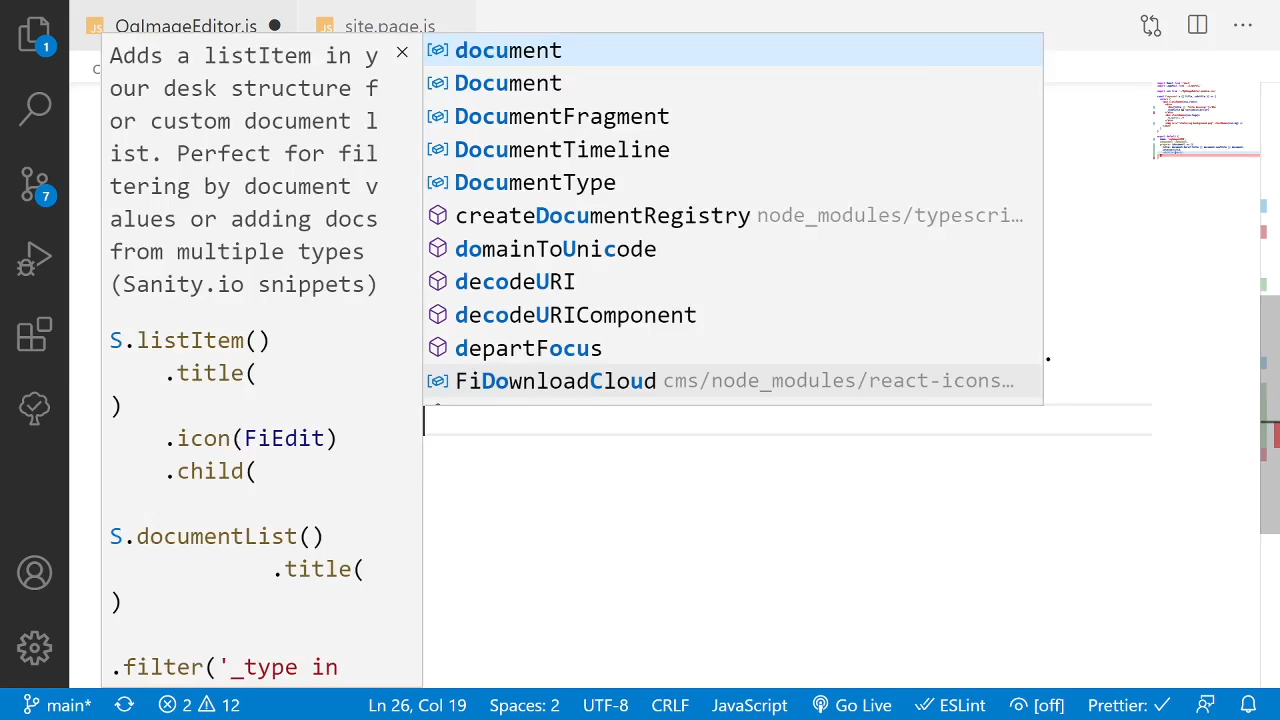 OgImageEditor.js
site.page.js
Adds a listItem in y
our desk structure f
or custom document l
ist. Perfect for fil
tering by document v
alues or adding docs
from multiple types
(Sanity.io snippets)
S.listItem()
.title(
)
.icon(FiEdit)
.child(
S.documentList()
.title(
)
.filter('_type in
document
Document
DocumentFragment
DocumentTimeline
DocumentType
createDocumentRegistry node_modules/typescri…
domainToUnicode
decodeURI
decodeURIComponent
departFocus
FiDownloadCloud cms/node_modules/react-icons…
1
7
main* 2 12 Ln 26, Col 19 Spaces: 2 UTF-8 CRLF JavaScript Go Live ESLint [off] Prettier: